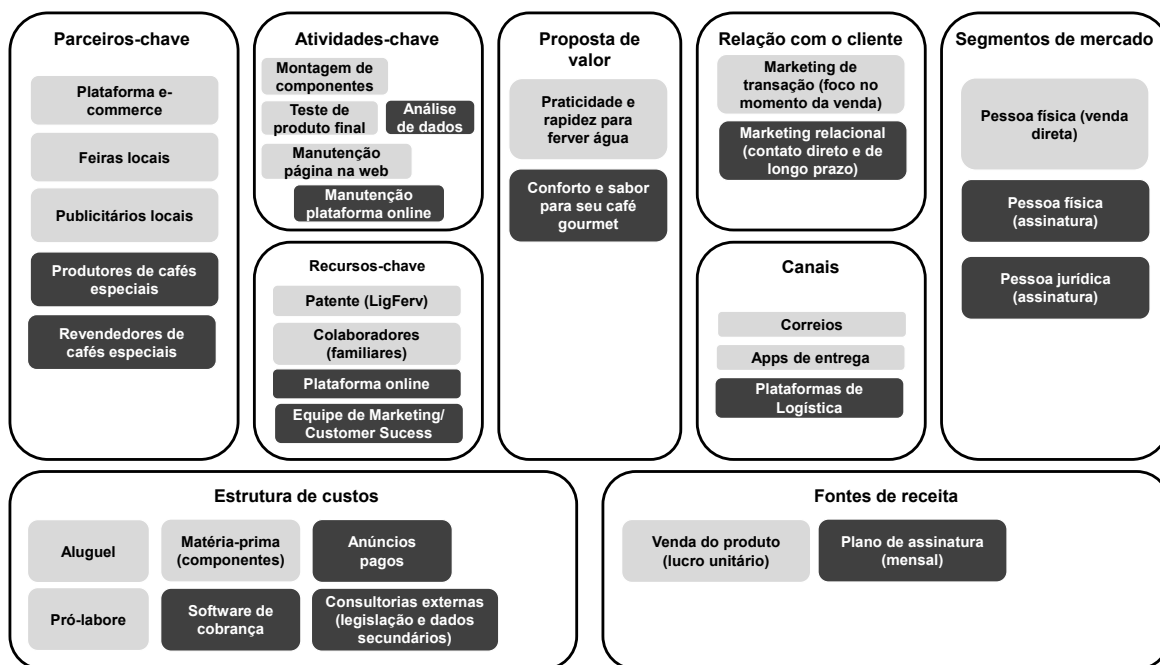 Parceiros-chave
Plataforma e-
commerce
Feiras locais
Publicitários locais
Produtores de cafés
especiais
Revendedores de
cafés especiais
Atividades-chave
Montagem de
componentes
Teste de
produto final
Análise
de dados
Manutenção
página na web
Manutenção
plataforma online
Recursos-chave
Patente (LigFerv)
Colaboradores
(familiares)
Plataforma online
Equipe de Marketing/
Customer Sucess
Proposta de
valor
Praticidade e
rapidez para
ferver água
Conforto e sabor
para seu café
gourmet
Relação com o cliente
Marketing de
transação (foco no
momento da venda)
Marketing relacional
(contato direto e de
longo prazo)
Canais
Correios
Apps de entrega
Plataformas de
Logística
Segmentos de mercado
Pessoa física (venda
direta)
Pessoa física
(assinatura)
Pessoa jurídica
(assinatura)
Estrutura de custos
Aluguel
Matéria-prima
(componentes)
Anúncios
pagos
Pró-labore
Software de
cobrança
Consultorias externas
(legislação e dados
secundários)
Fontes de receita
Venda do produto
(lucro unitário)
Plano de assinatura
(mensal)